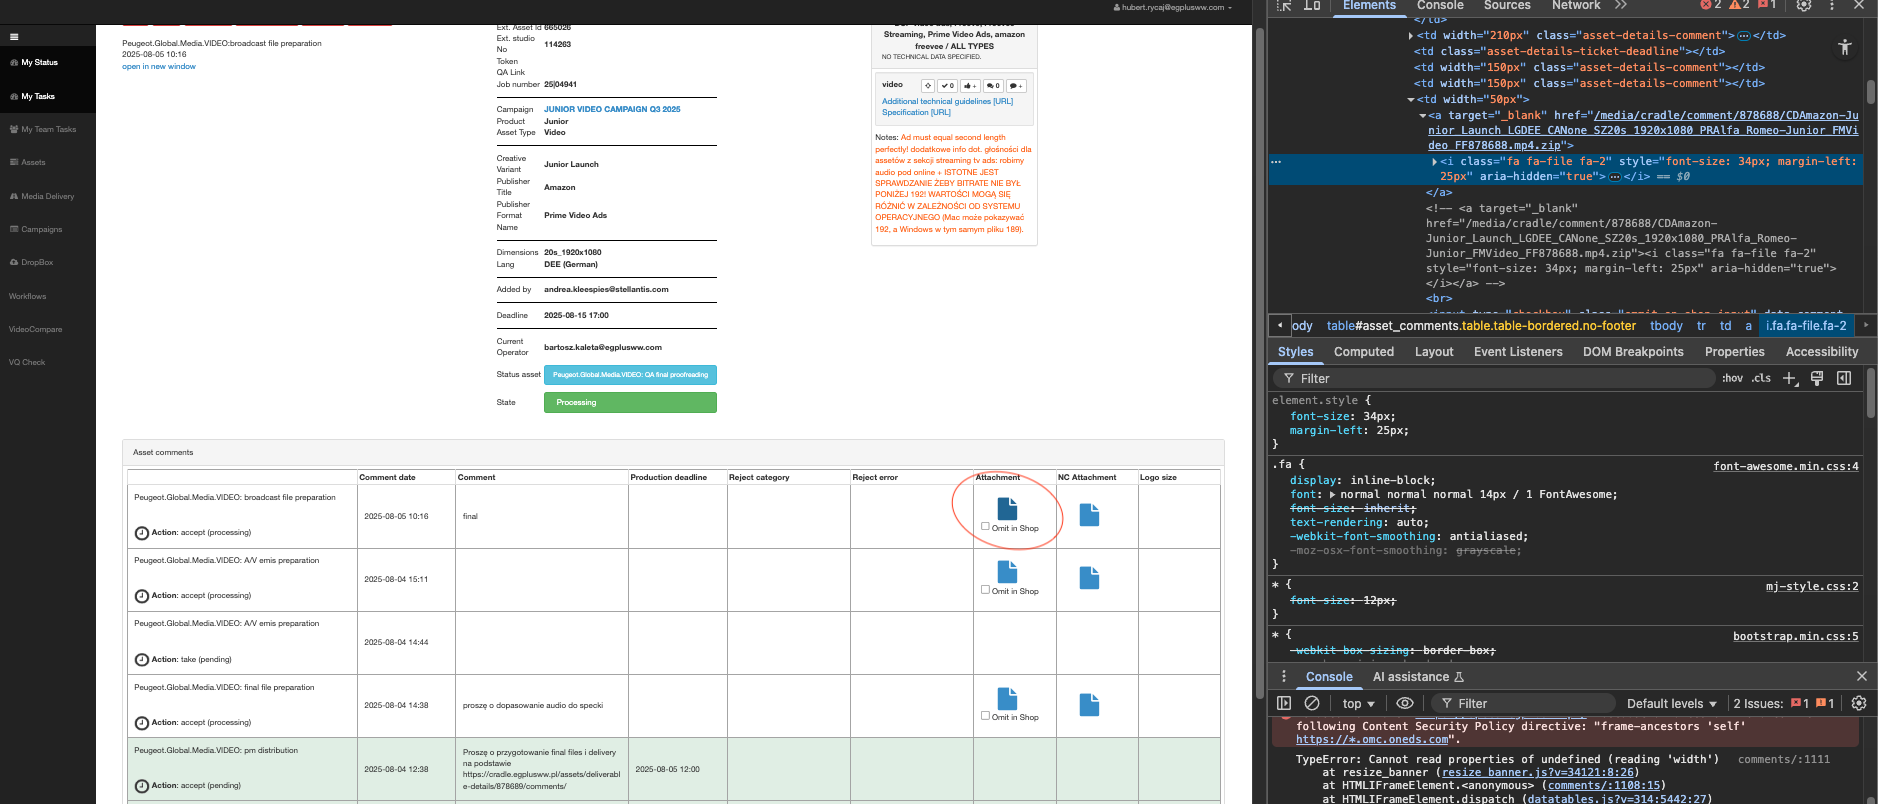 hubert.rycaj@egplusww.com
My Status
My Tasks
My Team Tasks
Assets
Media Delivery
Campaigns
DropBox
Workflows
VideoCompare
VQ Check
Peugeot.Global.Media.VIDEO:broadcast file preparation
2025-08-05 10:16
open in new window
Ext. Asset Id 665026
Ext. studio No 114263
Token
QA Link
Job number 25|04941
Campaign JUNIOR VIDEO CAMPAIGN Q3 2025
Product Junior
Asset Type Video
Creative Variant Junior Launch
Publisher Title Amazon
Publisher Format Name Prime Video Ads
Dimensions 20s_1920x1080
Lang DEE (German)
Added by andrea.kleespies@stellantis.com
Deadline 2025-08-15 17:00
Current Operator bartosz.kaleta@egplusww.com
Status asset Peugeot.Global.Media.VIDEO: QA final proofreading
State Processing
Streaming, Prime Video Ads, amazon
freevee / ALL TYPES
NO TECHNICAL DATA SPECIFIED.
video 0 + 0 +
Additional technical guidelines [URL]
Specification [URL]
Notes: Ad must equal second length
perfectly! dodatkowe info dot. głośności dla
assetów z sekcji streaming tv ads: robimy
audio pod online + ISTOTNE JEST
SPRAWDZANIE ŻEBY BITRATE NIE BYŁ
PONIŻEJ 192! WARTOŚCI MOGĄ SIĘ
RÓŻNIĆ W ZALEŻNOŚCI OD SYSTEMU
OPERACYJNEGO (Mac może pokazywać
192, a Windows w tym samym pliku 189).
Asset comments
Comment date Comment Production deadline Reject category Reject error Attachment NC Attachment Logo size
Peugeot.Global.Media.VIDEO: broadcast file preparation
Action: accept (processing)
2025-08-05 10:16
final
Omit in Shop
Peugeot.Global.Media.VIDEO: A/V emis preparation
Action: accept (processing)
2025-08-04 15:11
Omit in Shop
Peugeot.Global.Media.VIDEO: A/V emis preparation
Action: take (pending)
2025-08-04 14:44
Peugeot.Global.Media.VIDEO: final file preparation
Action: accept (processing)
2025-08-04 14:38
proszę o dopasowanie audio do specki
Omit in Shop
Peugeot.Global.Media.VIDEO: pm distribution
Action: accept (pending)
2025-08-04 12:38
Proszę o przygotowanie final files i delivery
na podstawie
https://cradle.egplusww.pl/assets/deliverabl
e-details/878689/comments/
2025-08-05 12:00
Elements Console Sources Network 2 2 1
</td>
<td width="210px" class="asset-details-comment"></td>
<td class="asset-details-ticket-deadline"></td>
<td width="150px" class="asset-details-comment"></td>
<td width="150px" class="asset-details-comment"></td>
<td width="50px">
<a target="_blank" href="/media/cradle/comment/878688/CDAmazon-Ju
nior_Launch_LGDEE_CANone_SZ20s_1920x1080_PRAlfa_Romeo-Junior_FMVi
deo_FF878688.mp4.zip">
<i class="fa fa-file fa-2" style="font-size: 34px; margin-left:
25px" aria-hidden="true"></i> == $0
</a>
<!-- <a target="_blank"
href="/media/cradle/comment/878688/CDAmazon-
Junior_Launch_LGDEE_CANone_SZ20s_1920x1080_PRAlfa_Romeo-
Junior_FMVideo_FF878688.mp4.zip"><i class="fa fa-file fa-2"
style="font-size: 34px; margin-left: 25px" aria-hidden="true">
</i></a> -->
<br>
ody table#asset_comments.table.table-bordered.no-footer tbody tr td a i.fa.fa-file.fa-2
Styles Computed Layout Event Listeners DOM Breakpoints Properties Accessibility
Filter :hov .cls
element.style {
font-size: 34px;
margin-left: 25px;
}
.fa { font-awesome.min.css:4
display: inline-block;
font: normal normal normal 14px / 1 FontAwesome;
font-size: inherit;
text-rendering: auto;
-webkit-font-smoothing: antialiased;
-moz-osx-font-smoothing: grayscale;
}
* { mj-style.css:2
font-size: 12px;
}
* { bootstrap.min.css:5
-webkit-box-sizing: border-box;
Console AI assistance
top Filter Default levels 2 Issues: 1 1
following Content Security Policy directive: "frame-ancestors 'self'
https://*.omc.oneds.com".
TypeError: Cannot read properties of undefined (reading 'width') comments/:1111
at resize_banner (resize_banner.js?v=34121:8:26)
at HTMLIFrameElement.<anonymous> (comments/:1108:15)
at HTMLIFrameElement.dispatch (datatables.js?v=314:5442:27)